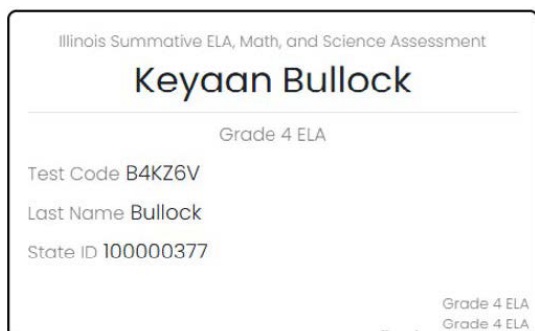 Illinois Summative ELA, Math, and Science Assessment
Keyaan Bullock
Grade 4 ELA
Test Code B4KZ6V
Last Name Bullock
State ID 100000377
Grade 4 ELA
Grade 4 ELA